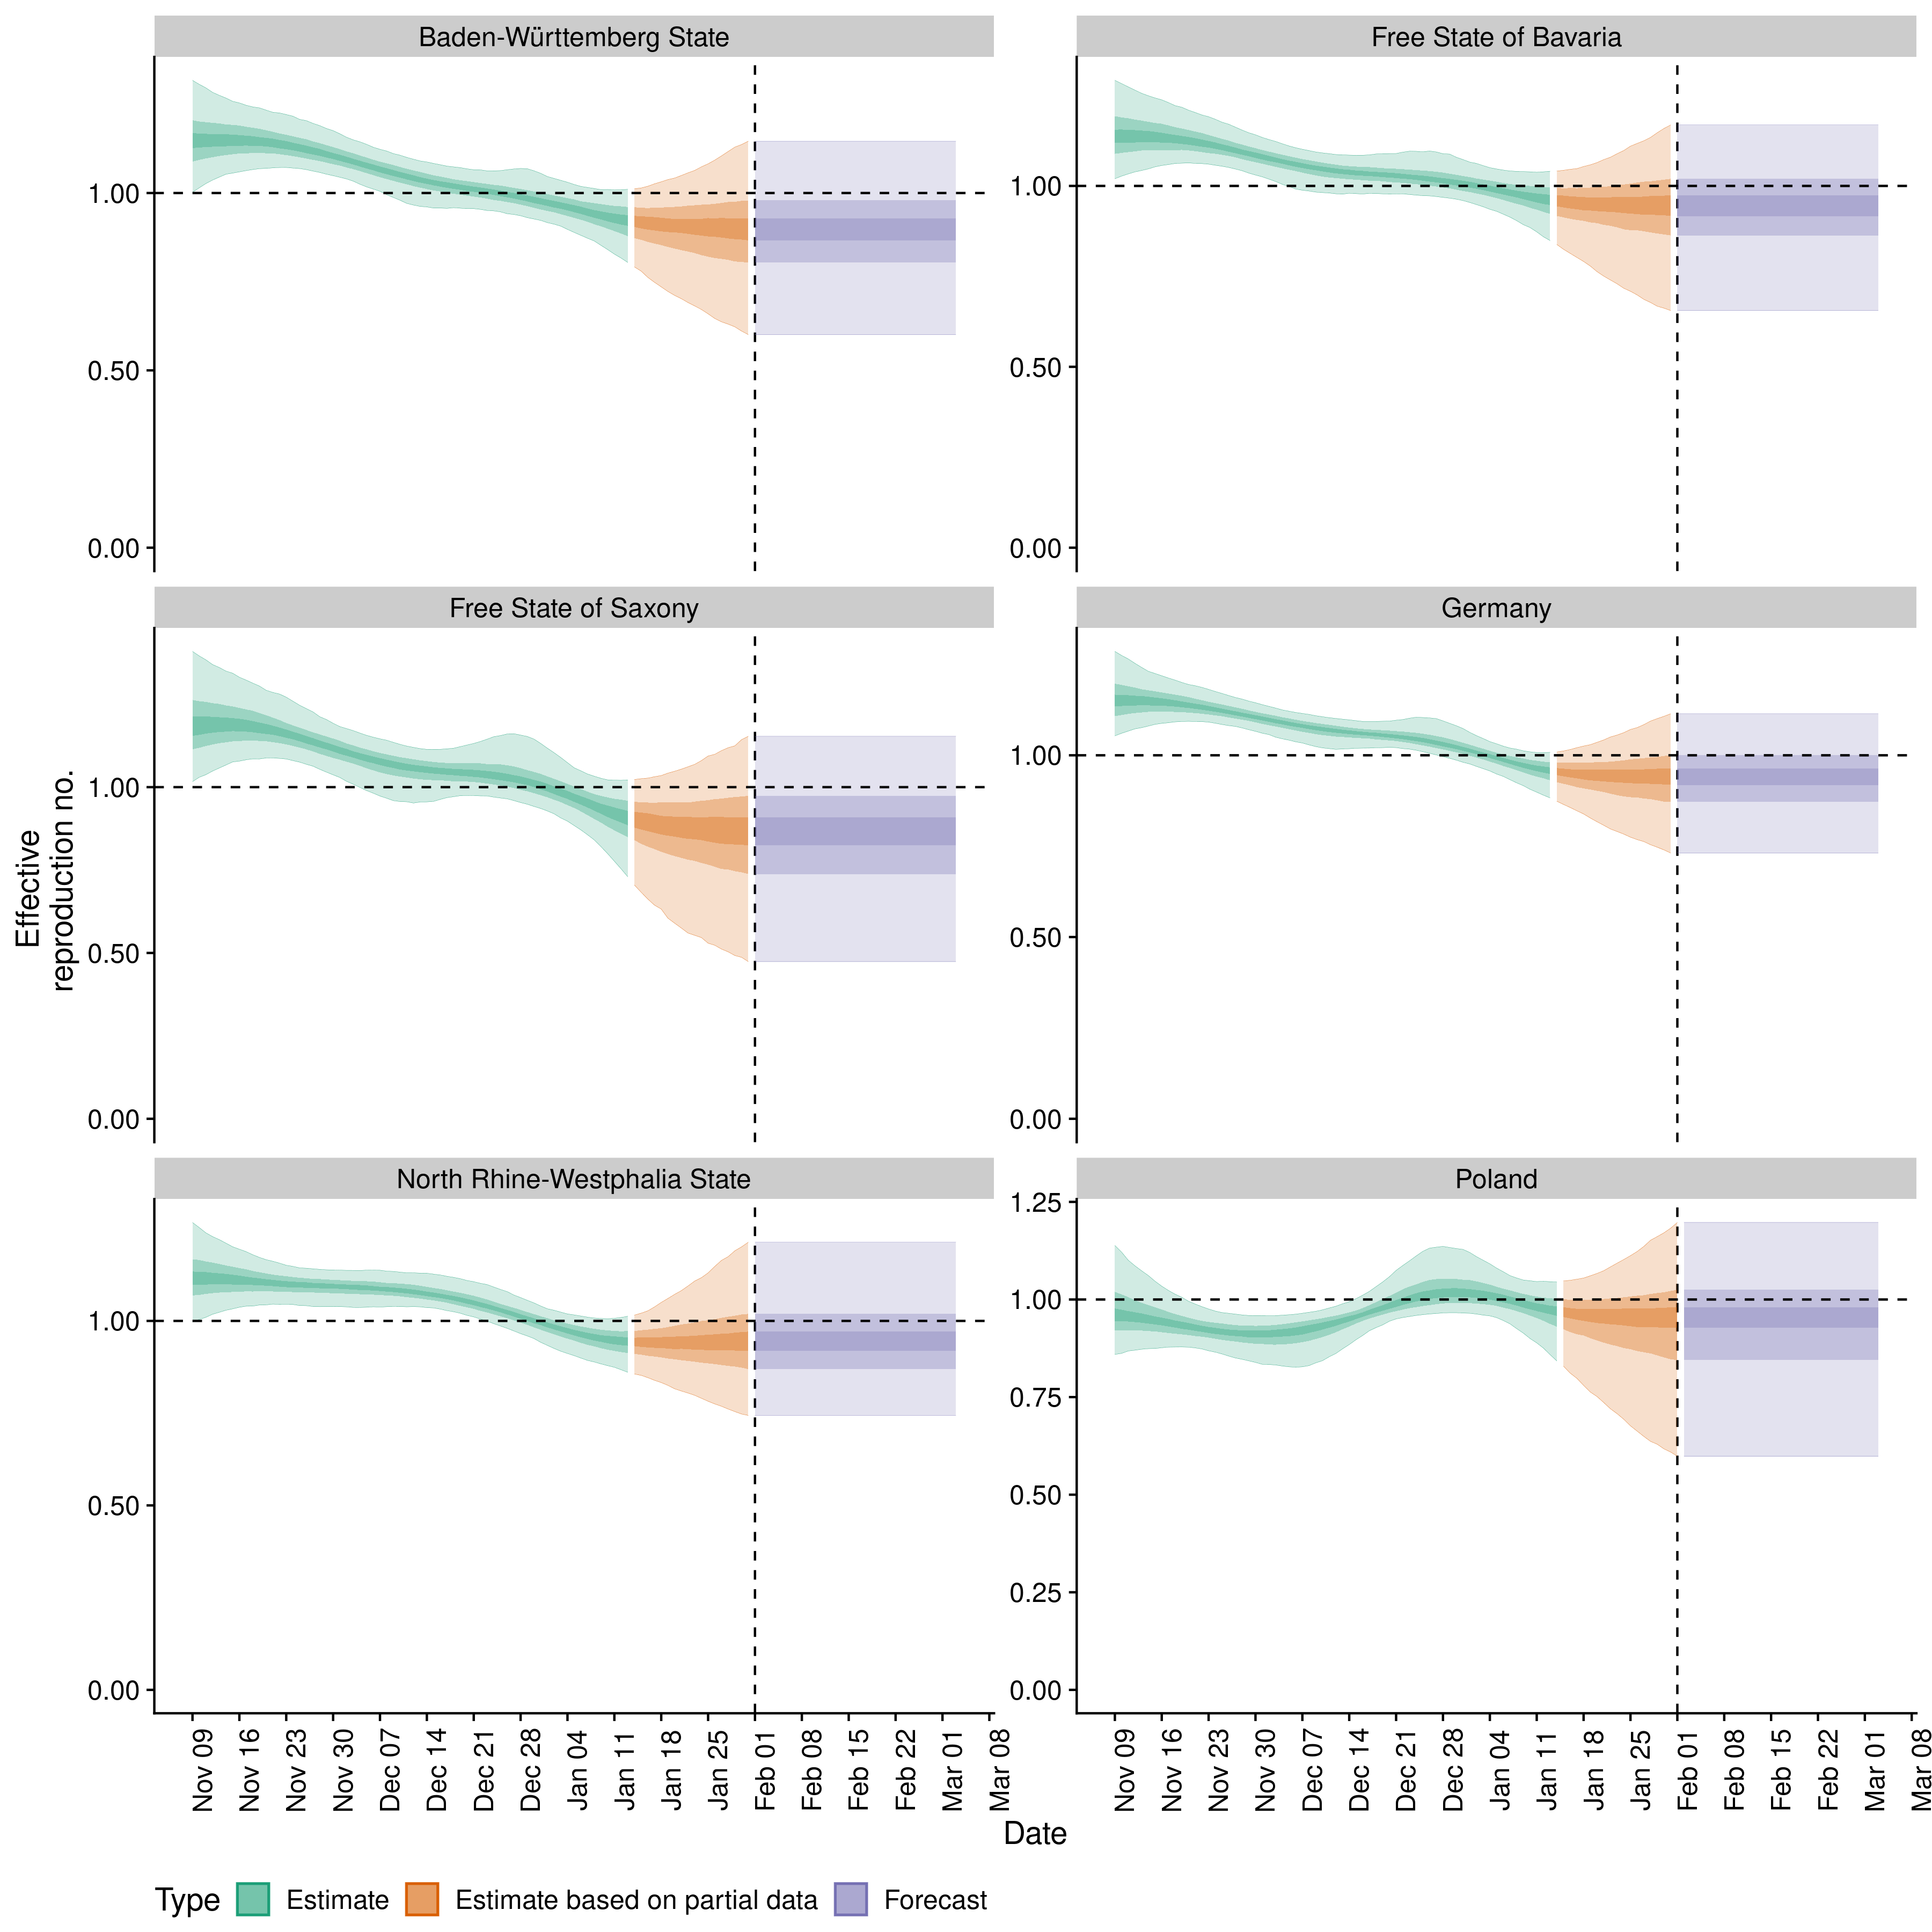 Baden-Württemberg State
Free State of Bavaria
1.00
0.50
0.00
1.00
0.50
0.00
Free State of Saxony
Germany
1.00
0.50
0.00
1.00
0.50
0.00
North Rhine-Westphalia State
Poland
1.00
0.50
0.00
1.25
1.00
0.75
0.50
0.25
0.00
Effective
reproduction no.
Nov 09
Nov 16
Nov 23
Nov 30
Dec 07
Dec 14
Dec 21
Dec 28
Jan 04
Jan 11
Jan 18
Jan 25
Feb 01
Feb 08
Feb 15
Feb 22
Mar 01
Mar 08
Nov 09
Nov 16
Nov 23
Nov 30
Dec 07
Dec 14
Dec 21
Dec 28
Jan 04
Jan 11
Jan 18
Jan 25
Feb 01
Feb 08
Feb 15
Feb 22
Mar 01
Mar 08
Date
Type Estimate Estimate based on partial data Forecast